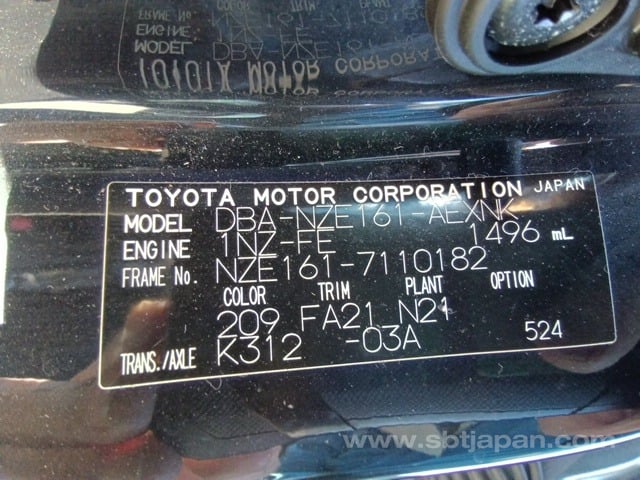 TOYOTA MOTOR CORPORATION JAPAN
MODEL DBA-NZE161-AEXNK
ENGINE 1NZ-FE 1496 mL
FRAME No. NZE161-7110182
COLOR TRIM PLANT OPTION
209 FA21 N21
TRANS./AXLE K312 -03A 524
www.sbtjapan.com